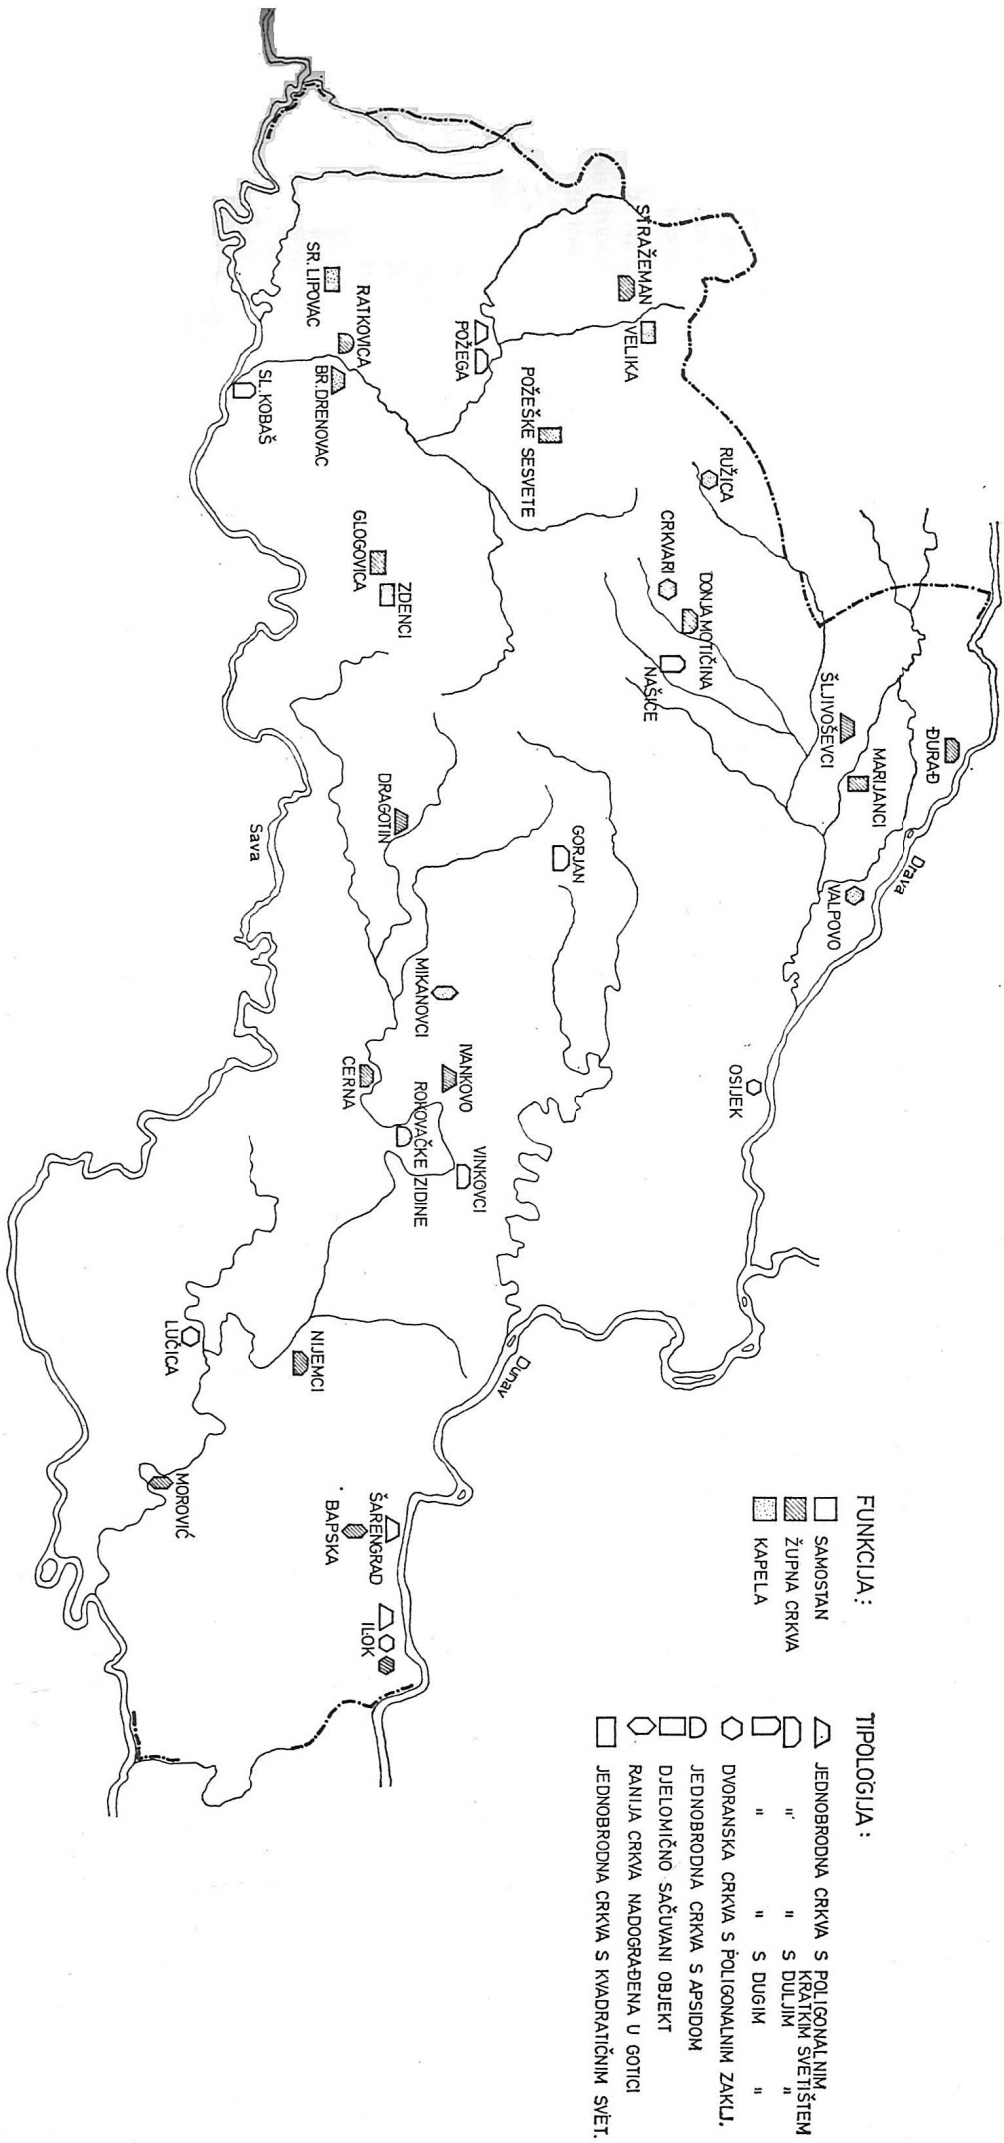 FUNKCIJA:
SAMOSTAN
ŽUPNA CRKVA
KAPELA
TIPOLOGIJA:
JEDNOBRODNA CRKVA S POLIGONALNIM
KRATKIM SVETIŠTEM
" " S DULJIM "
" " S DUGIM "
DVORANSKA CRKVA S POLIGONALNIM ZAKLJ.
JEDNOBRODNA CRKVA S APSIDOM
DJELOMIČNO SAČUVANI OBJEKT
RANIJA CRKVA NADOGRAĐENA U GOTICI
JEDNOBRODNA CRKVA S KVADRATIČNIM SVET.
ĐURAĐ
Drava
ŠLJIVOŠEVCI
MARIJANCI
VALPOVO
RUŽICA
OSIJEK
STRAŽEMAN
VELIKA
CRKVARI
DONJA MOTIČINA
NAŠICE
POŽEGA
POŽEŠKE SESVETE
GORJAN
Dunav
SR. LIPOVAC
RATKOVICA
BR. DRENOVAC
SL. KOBAŠ
GLOGOVICA
ZDENCI
DRAGOTIN
MIKANOVCI
IVANKOVO
CERNA
ROKOVAČKE ZIDINE
VINKOVCI
Sava
NIJEMCI
LUČICA
MOROVIĆ
ŠARENGRAD
BAPSKA
ILOK